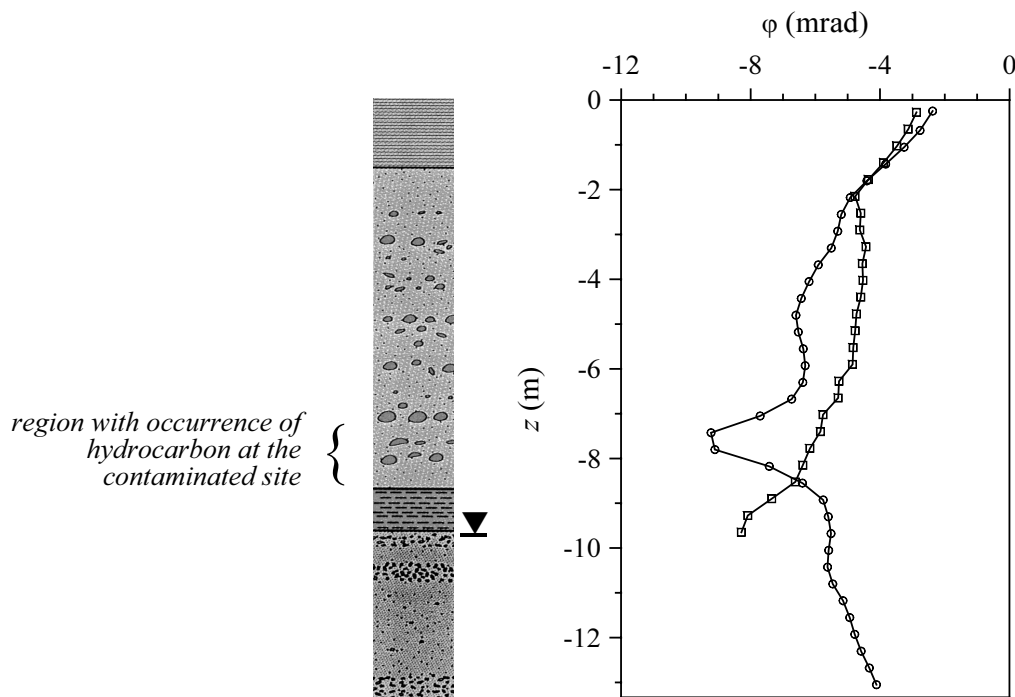 φ (mrad)
-12 -8 -4 0
0
-2
-4
-6
-8
-10
-12
z (m)
region with occurrence of
hydrocarbon at the
contaminated site